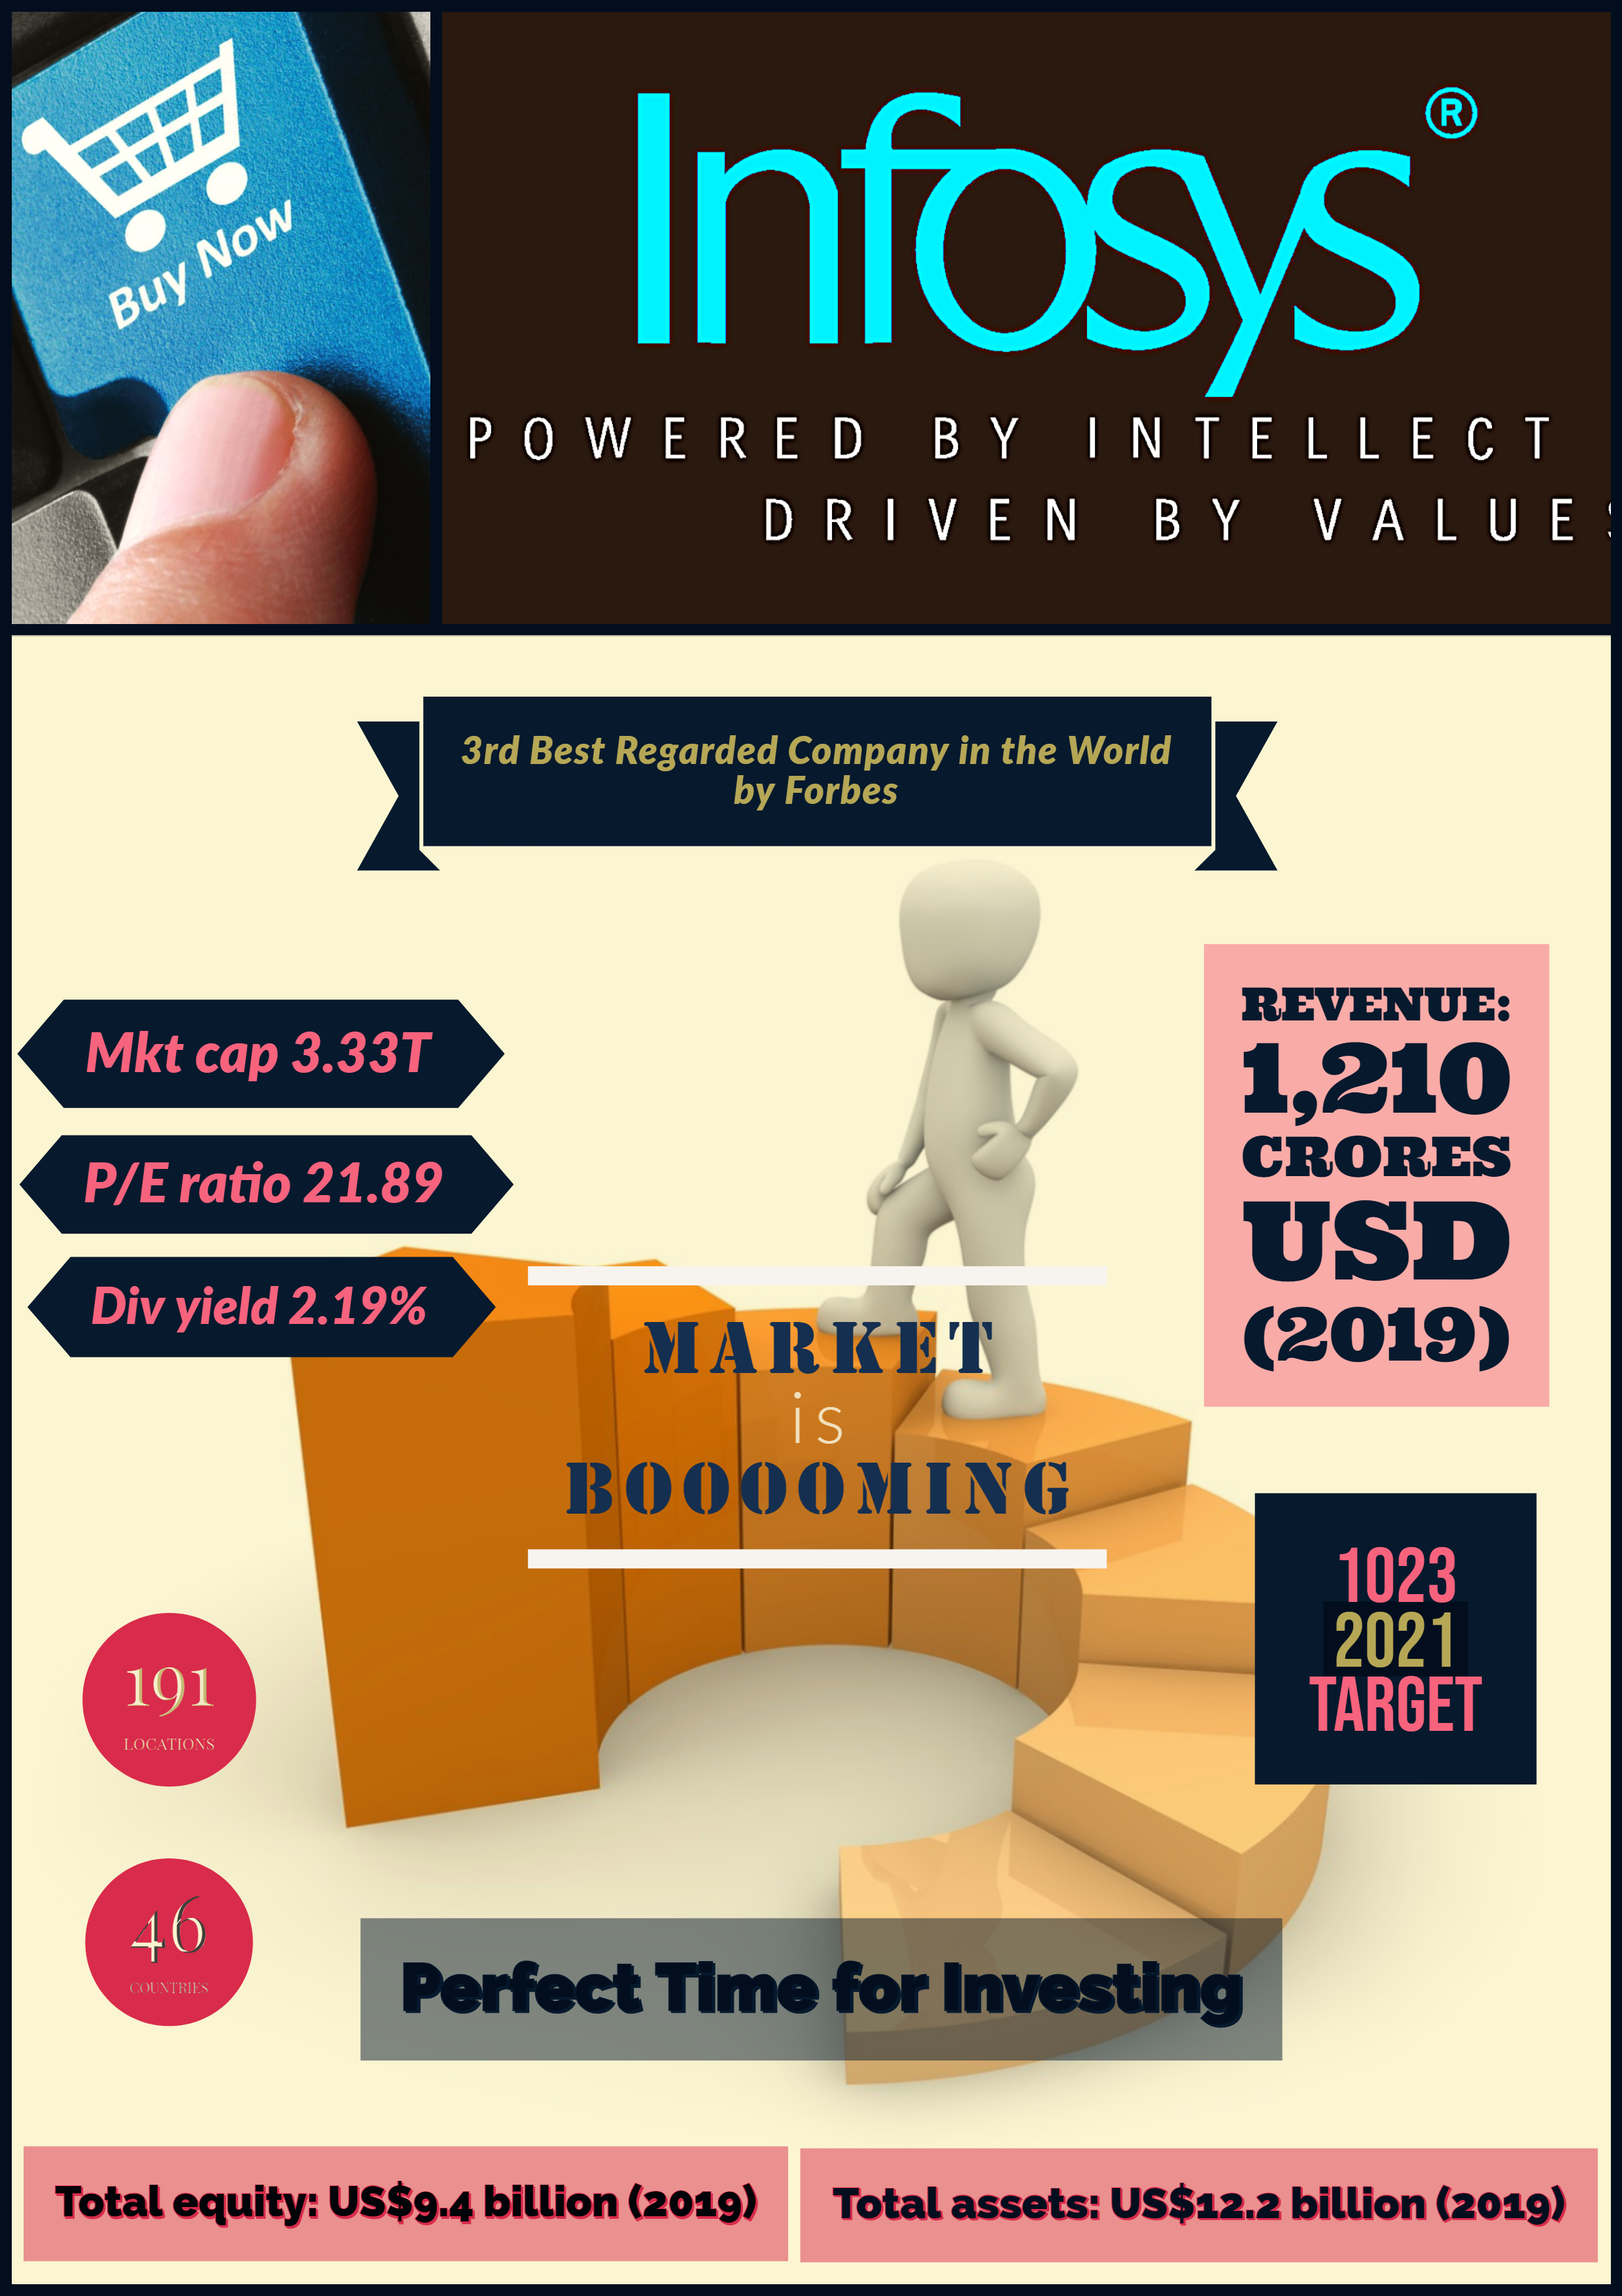 Buy Now
Infosys®
POWERED BY INTELLECT
DRIVEN BY VALUES
3rd Best Regarded Company in the World
by Forbes
Mkt cap 3.33T
P/E ratio 21.89
Div yield 2.19%
REVENUE:
1,210
CRORES
USD
(2019)
MARKET
is
BOOOOMING
1023
2021
TARGET
191
LOCATIONS
46
COUNTRIES
Perfect Time for Investing
Total equity: US$9.4 billion (2019)
Total assets: US$12.2 billion (2019)